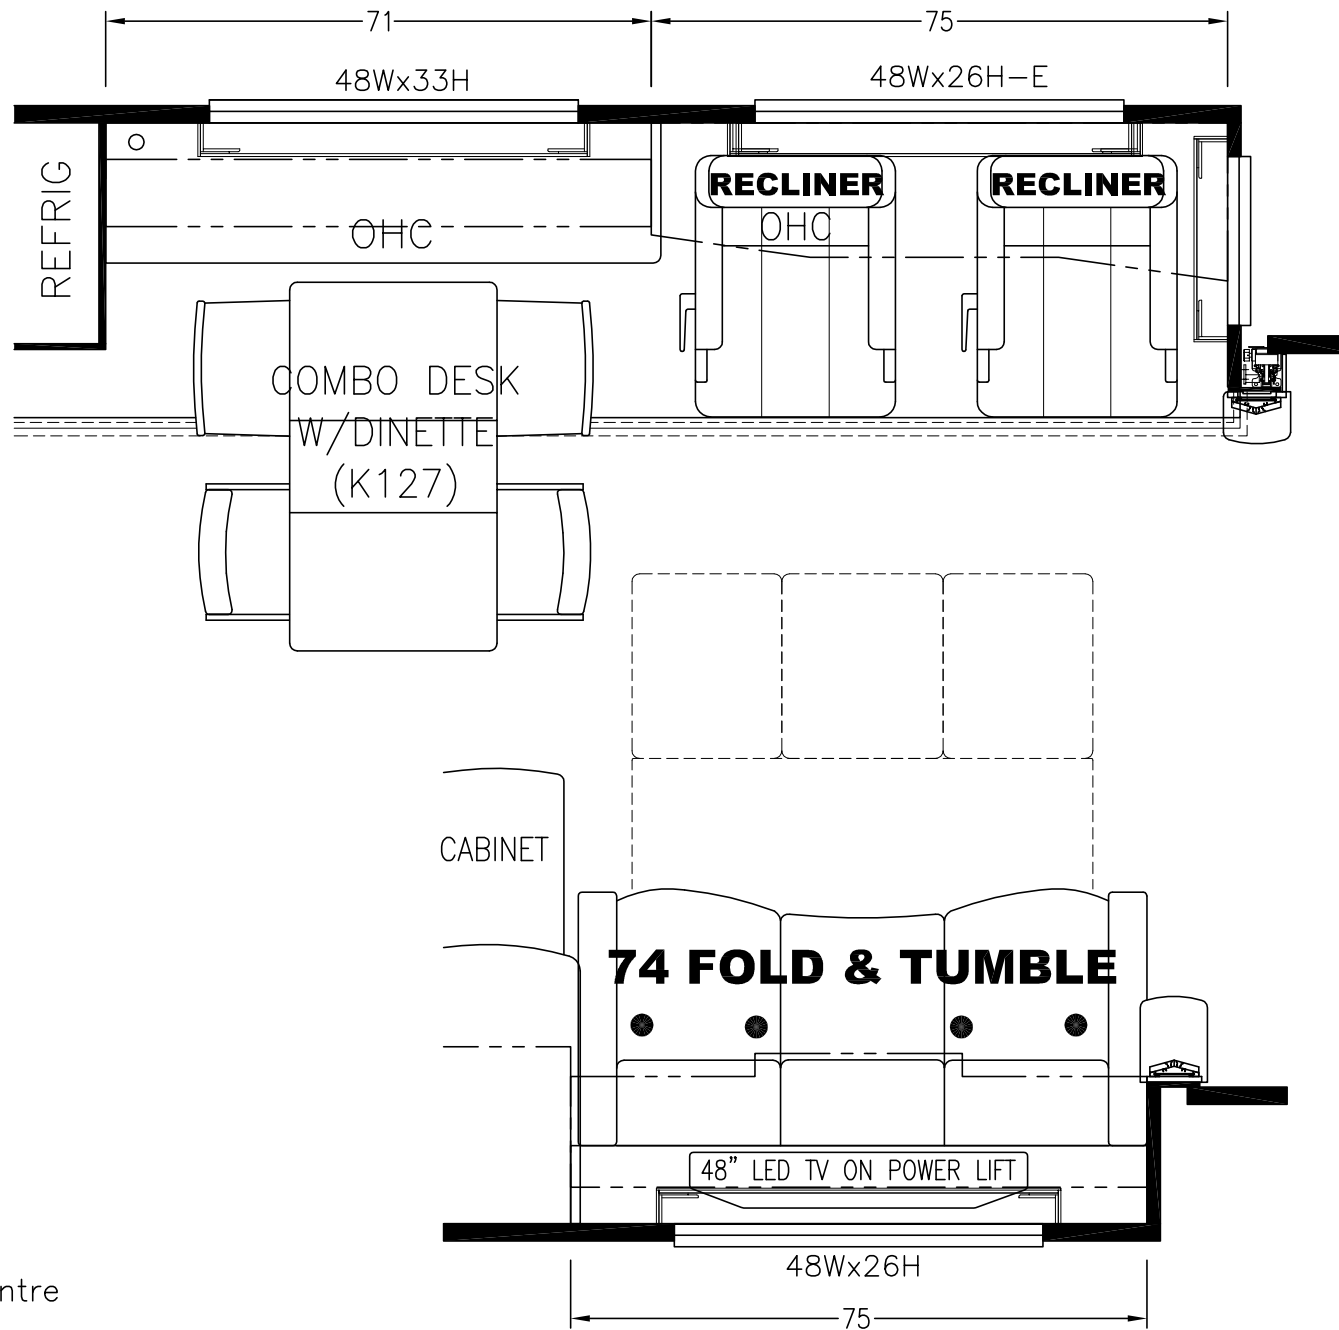 71
75
48Wx33H
48Wx26H-E
REFRIG
RECLINER
RECLINER
OHC
OHC
COMBO DESK
W/DINETTE
(K127)
CABINET
74 FOLD & TUMBLE
48" LED TV ON POWER LIFT
48Wx26H
ntre
75